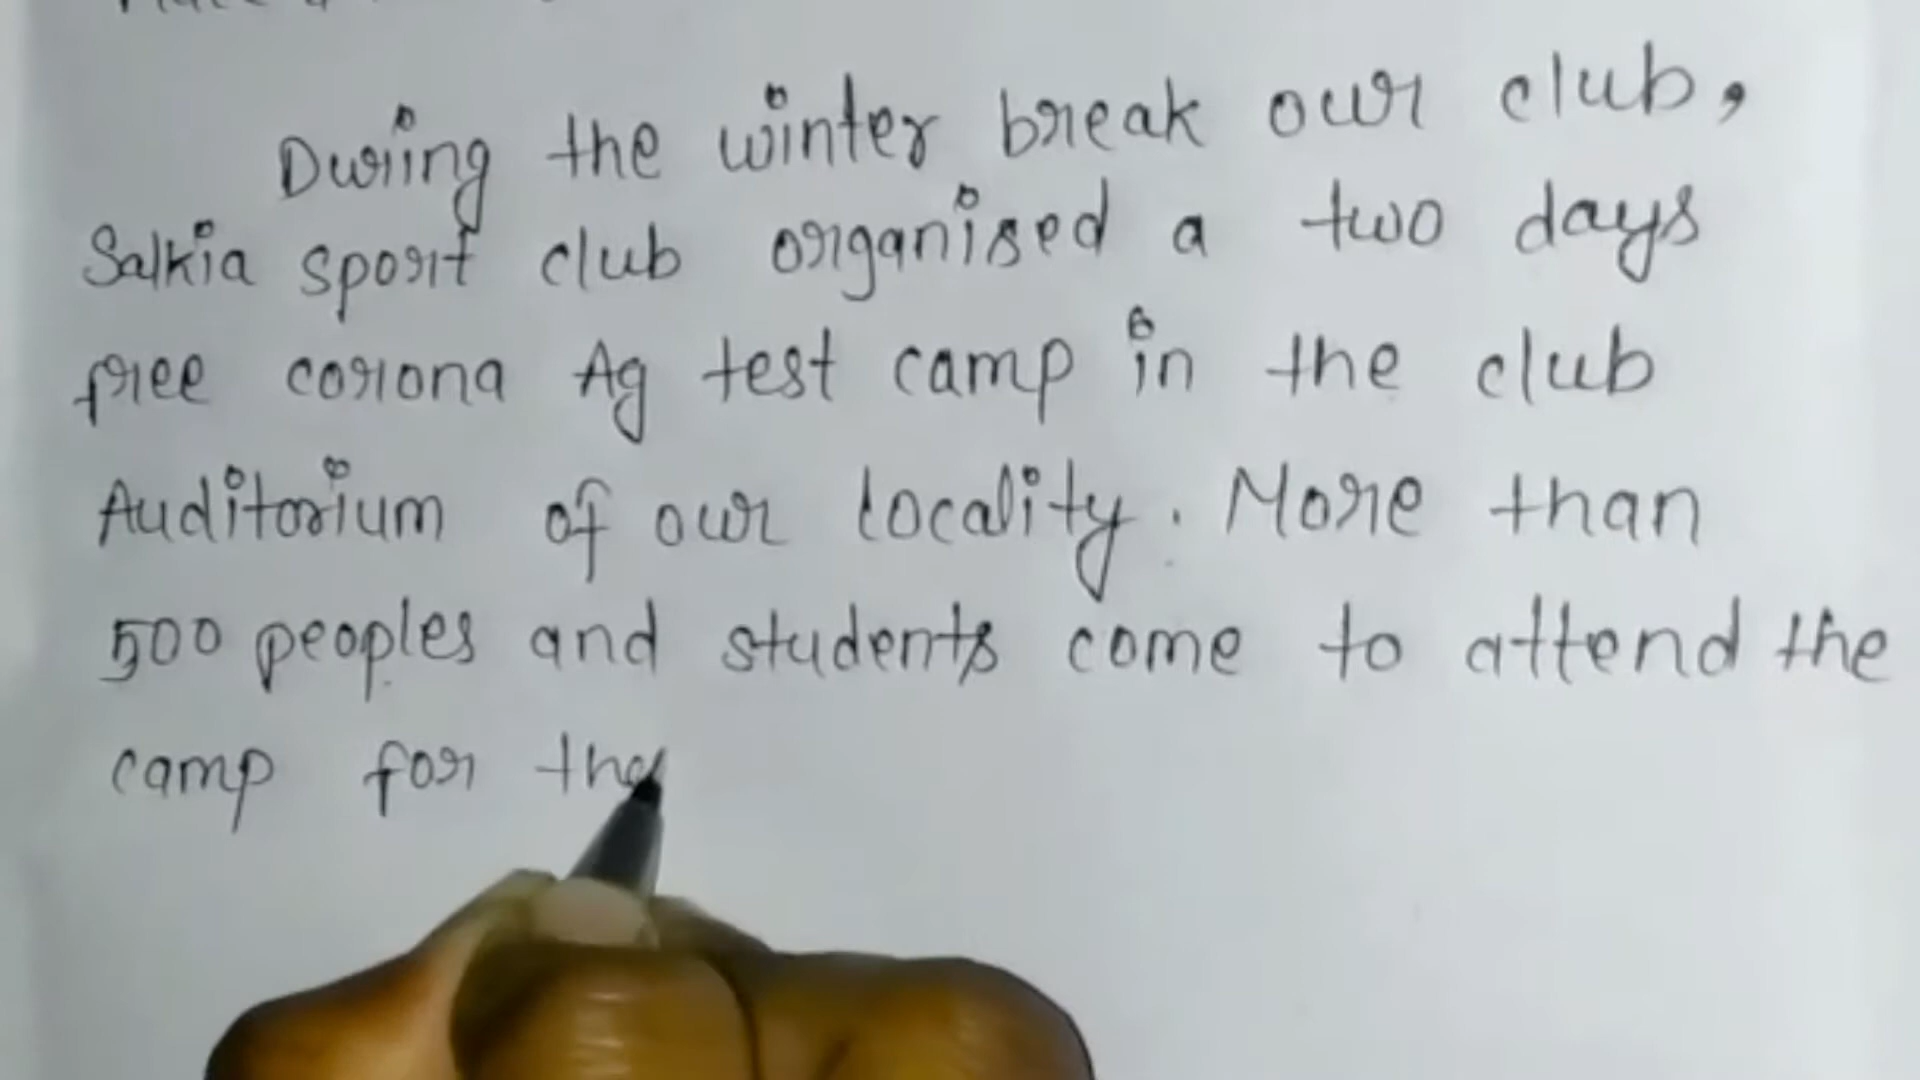 During the winter break our club,
Salkia sport club organised a two days
free corona Ag test camp in the club
Auditorium of our locality. More than
500 peoples and students come to attend the
camp for the